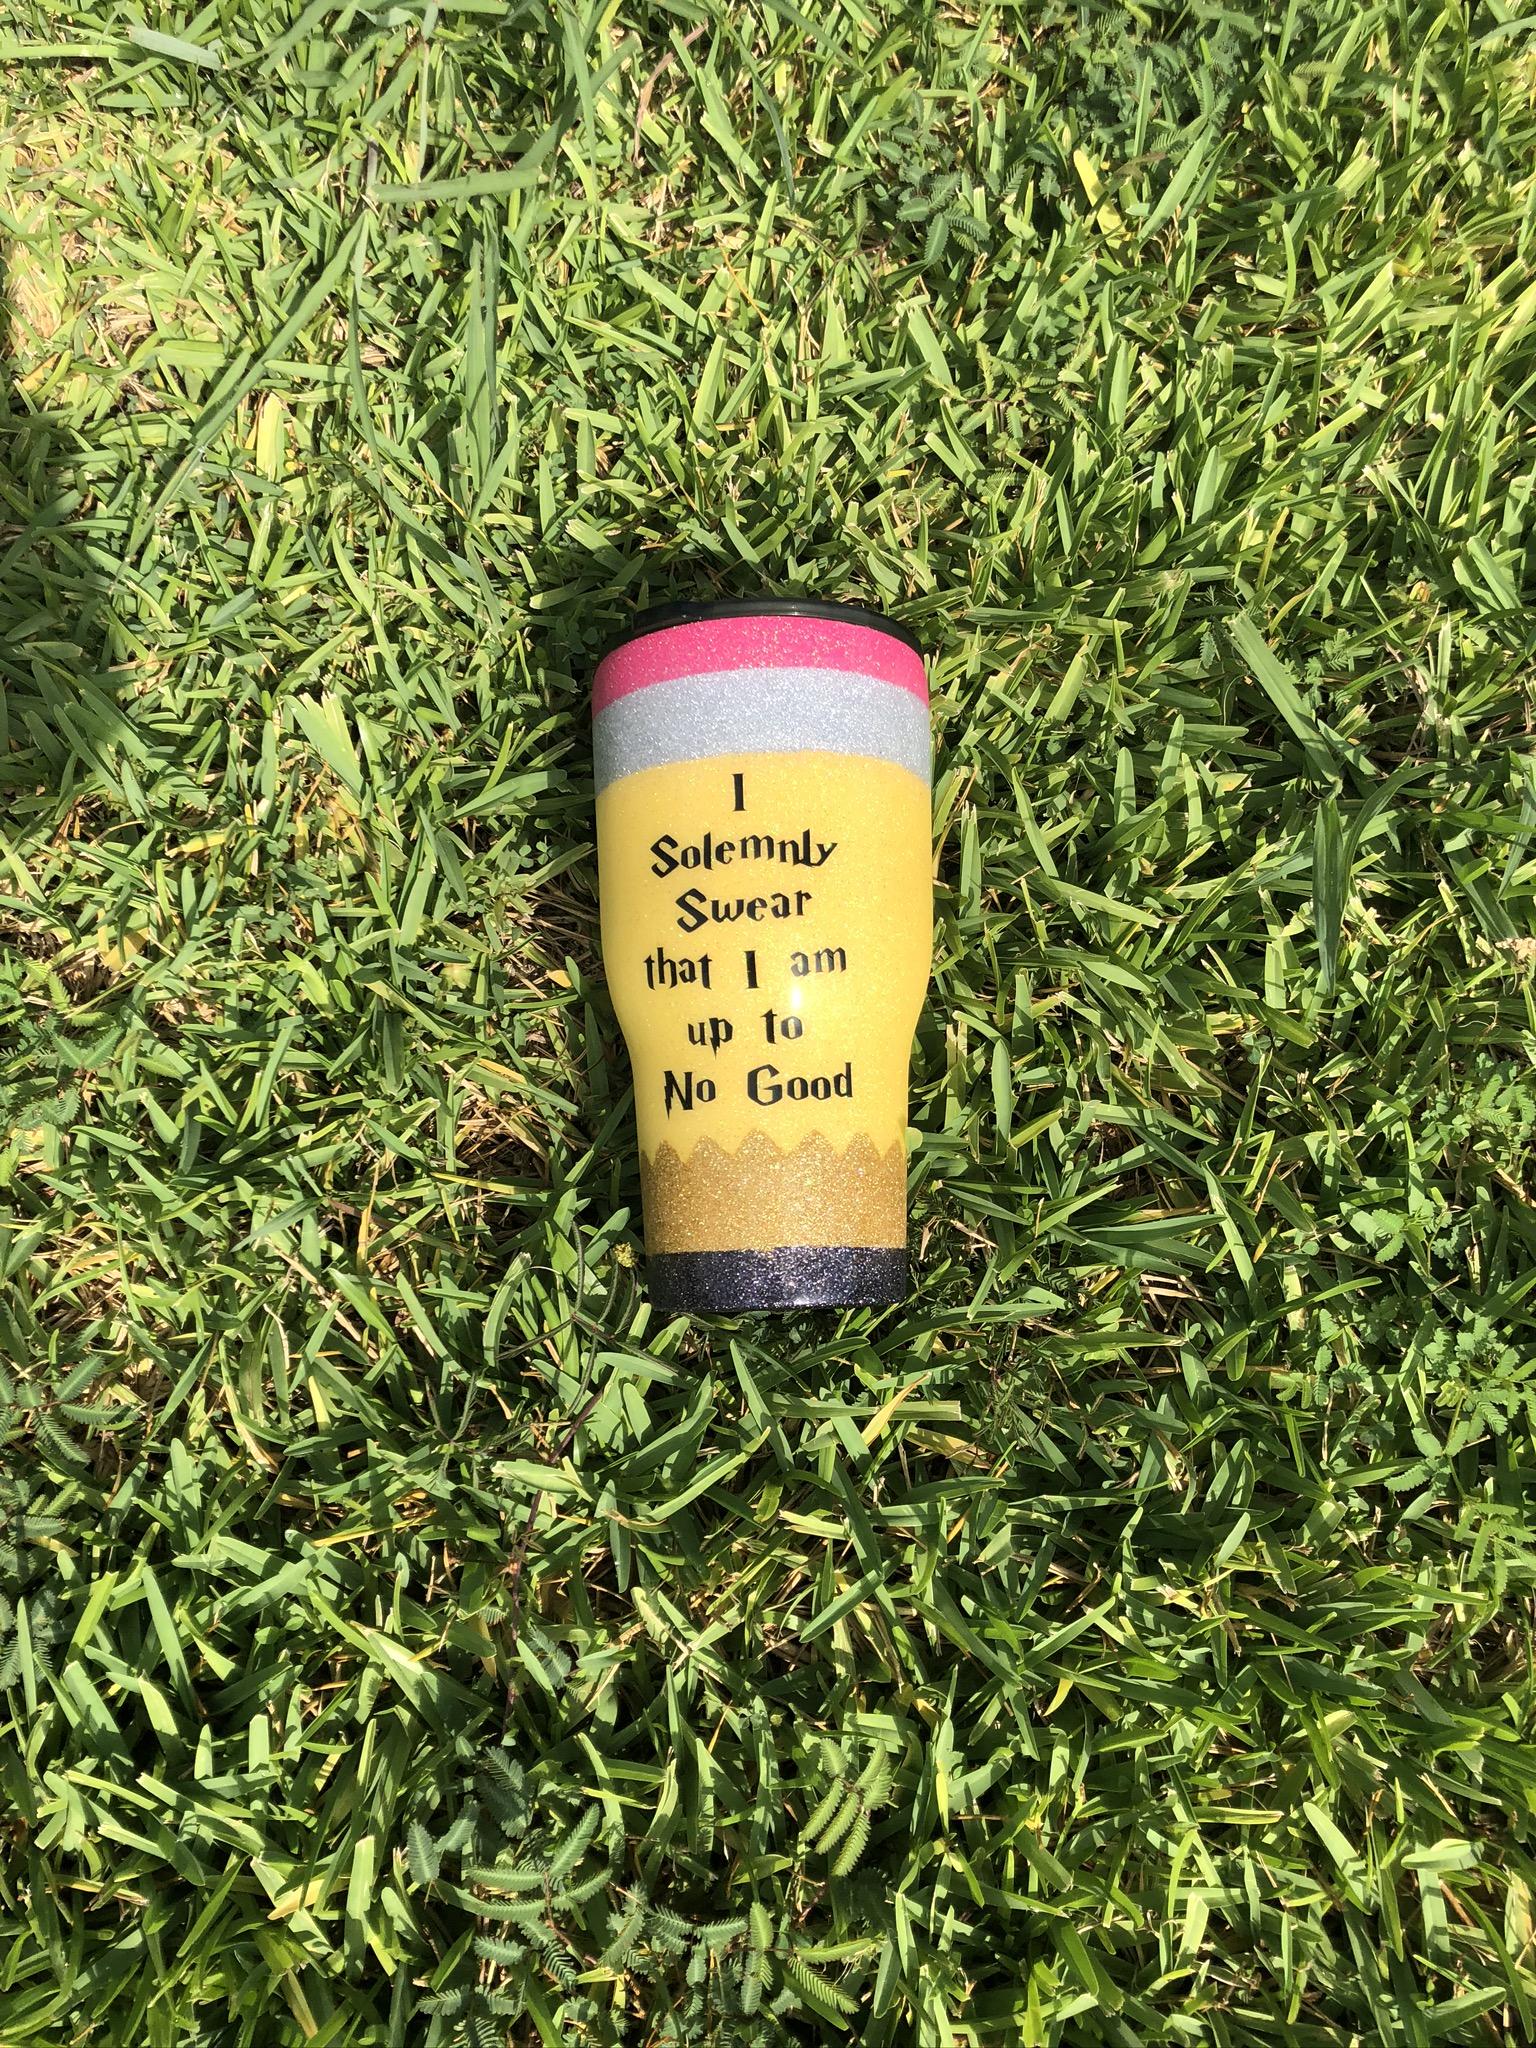 I
Solemnly
Swear
that I am
up to
No Good